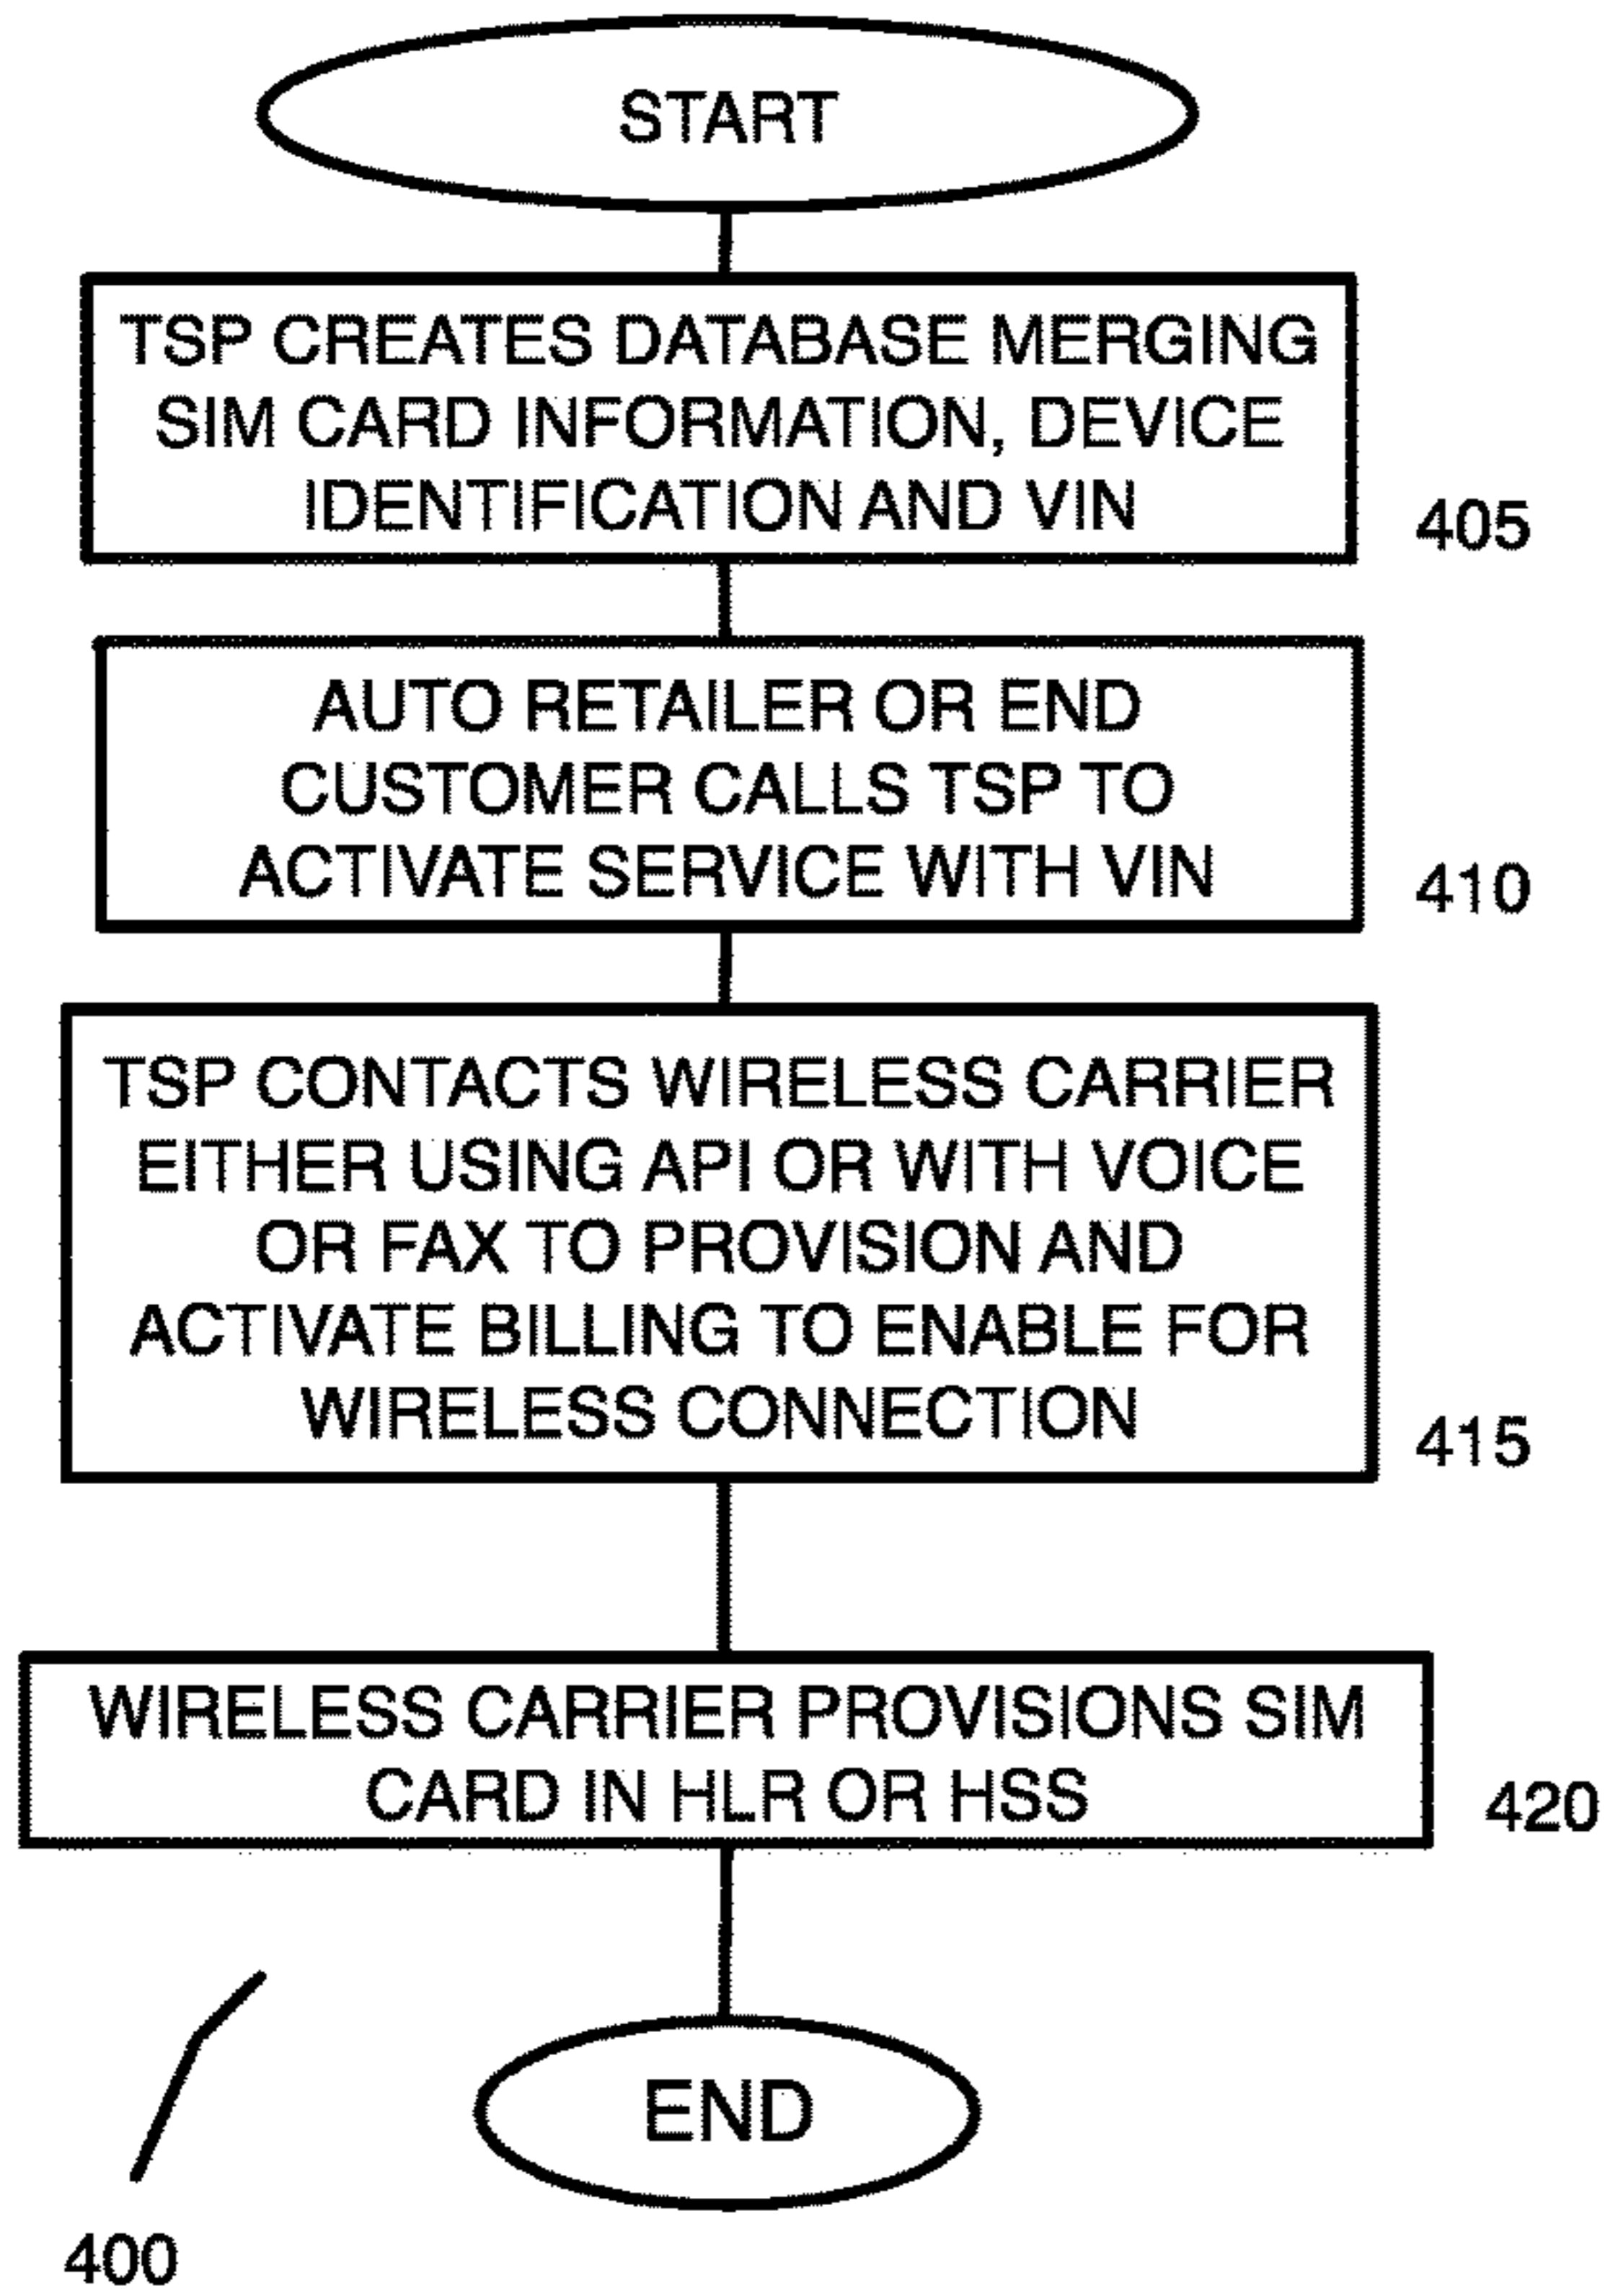 START
TSP CREATES DATABASE MERGING
SIM CARD INFORMATION, DEVICE
IDENTIFICATION AND VIN
405
AUTO RETAILER OR END
CUSTOMER CALLS TSP TO
ACTIVATE SERVICE WITH VIN
410
TSP CONTACTS WIRELESS CARRIER
EITHER USING API OR WITH VOICE
OR FAX TO PROVISION AND
ACTIVATE BILLING TO ENABLE FOR
WIRELESS CONNECTION
415
WIRELESS CARRIER PROVISIONS SIM
CARD IN HLR OR HSS
420
END
400